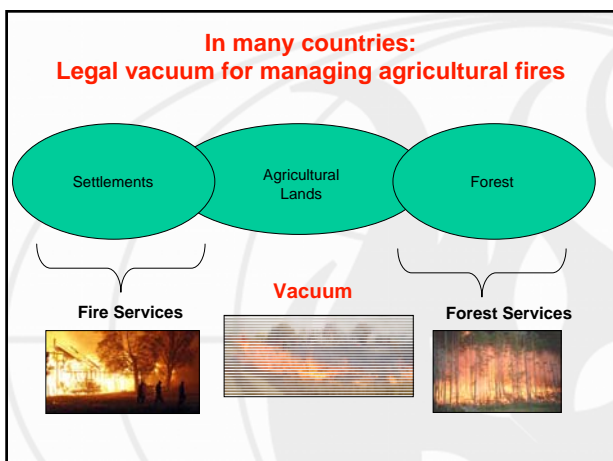 In many countries:
Legal vacuum for managing agricultural fires
Settlements
Agricultural
Lands
Forest
Fire Services
Vacuum
Forest Services